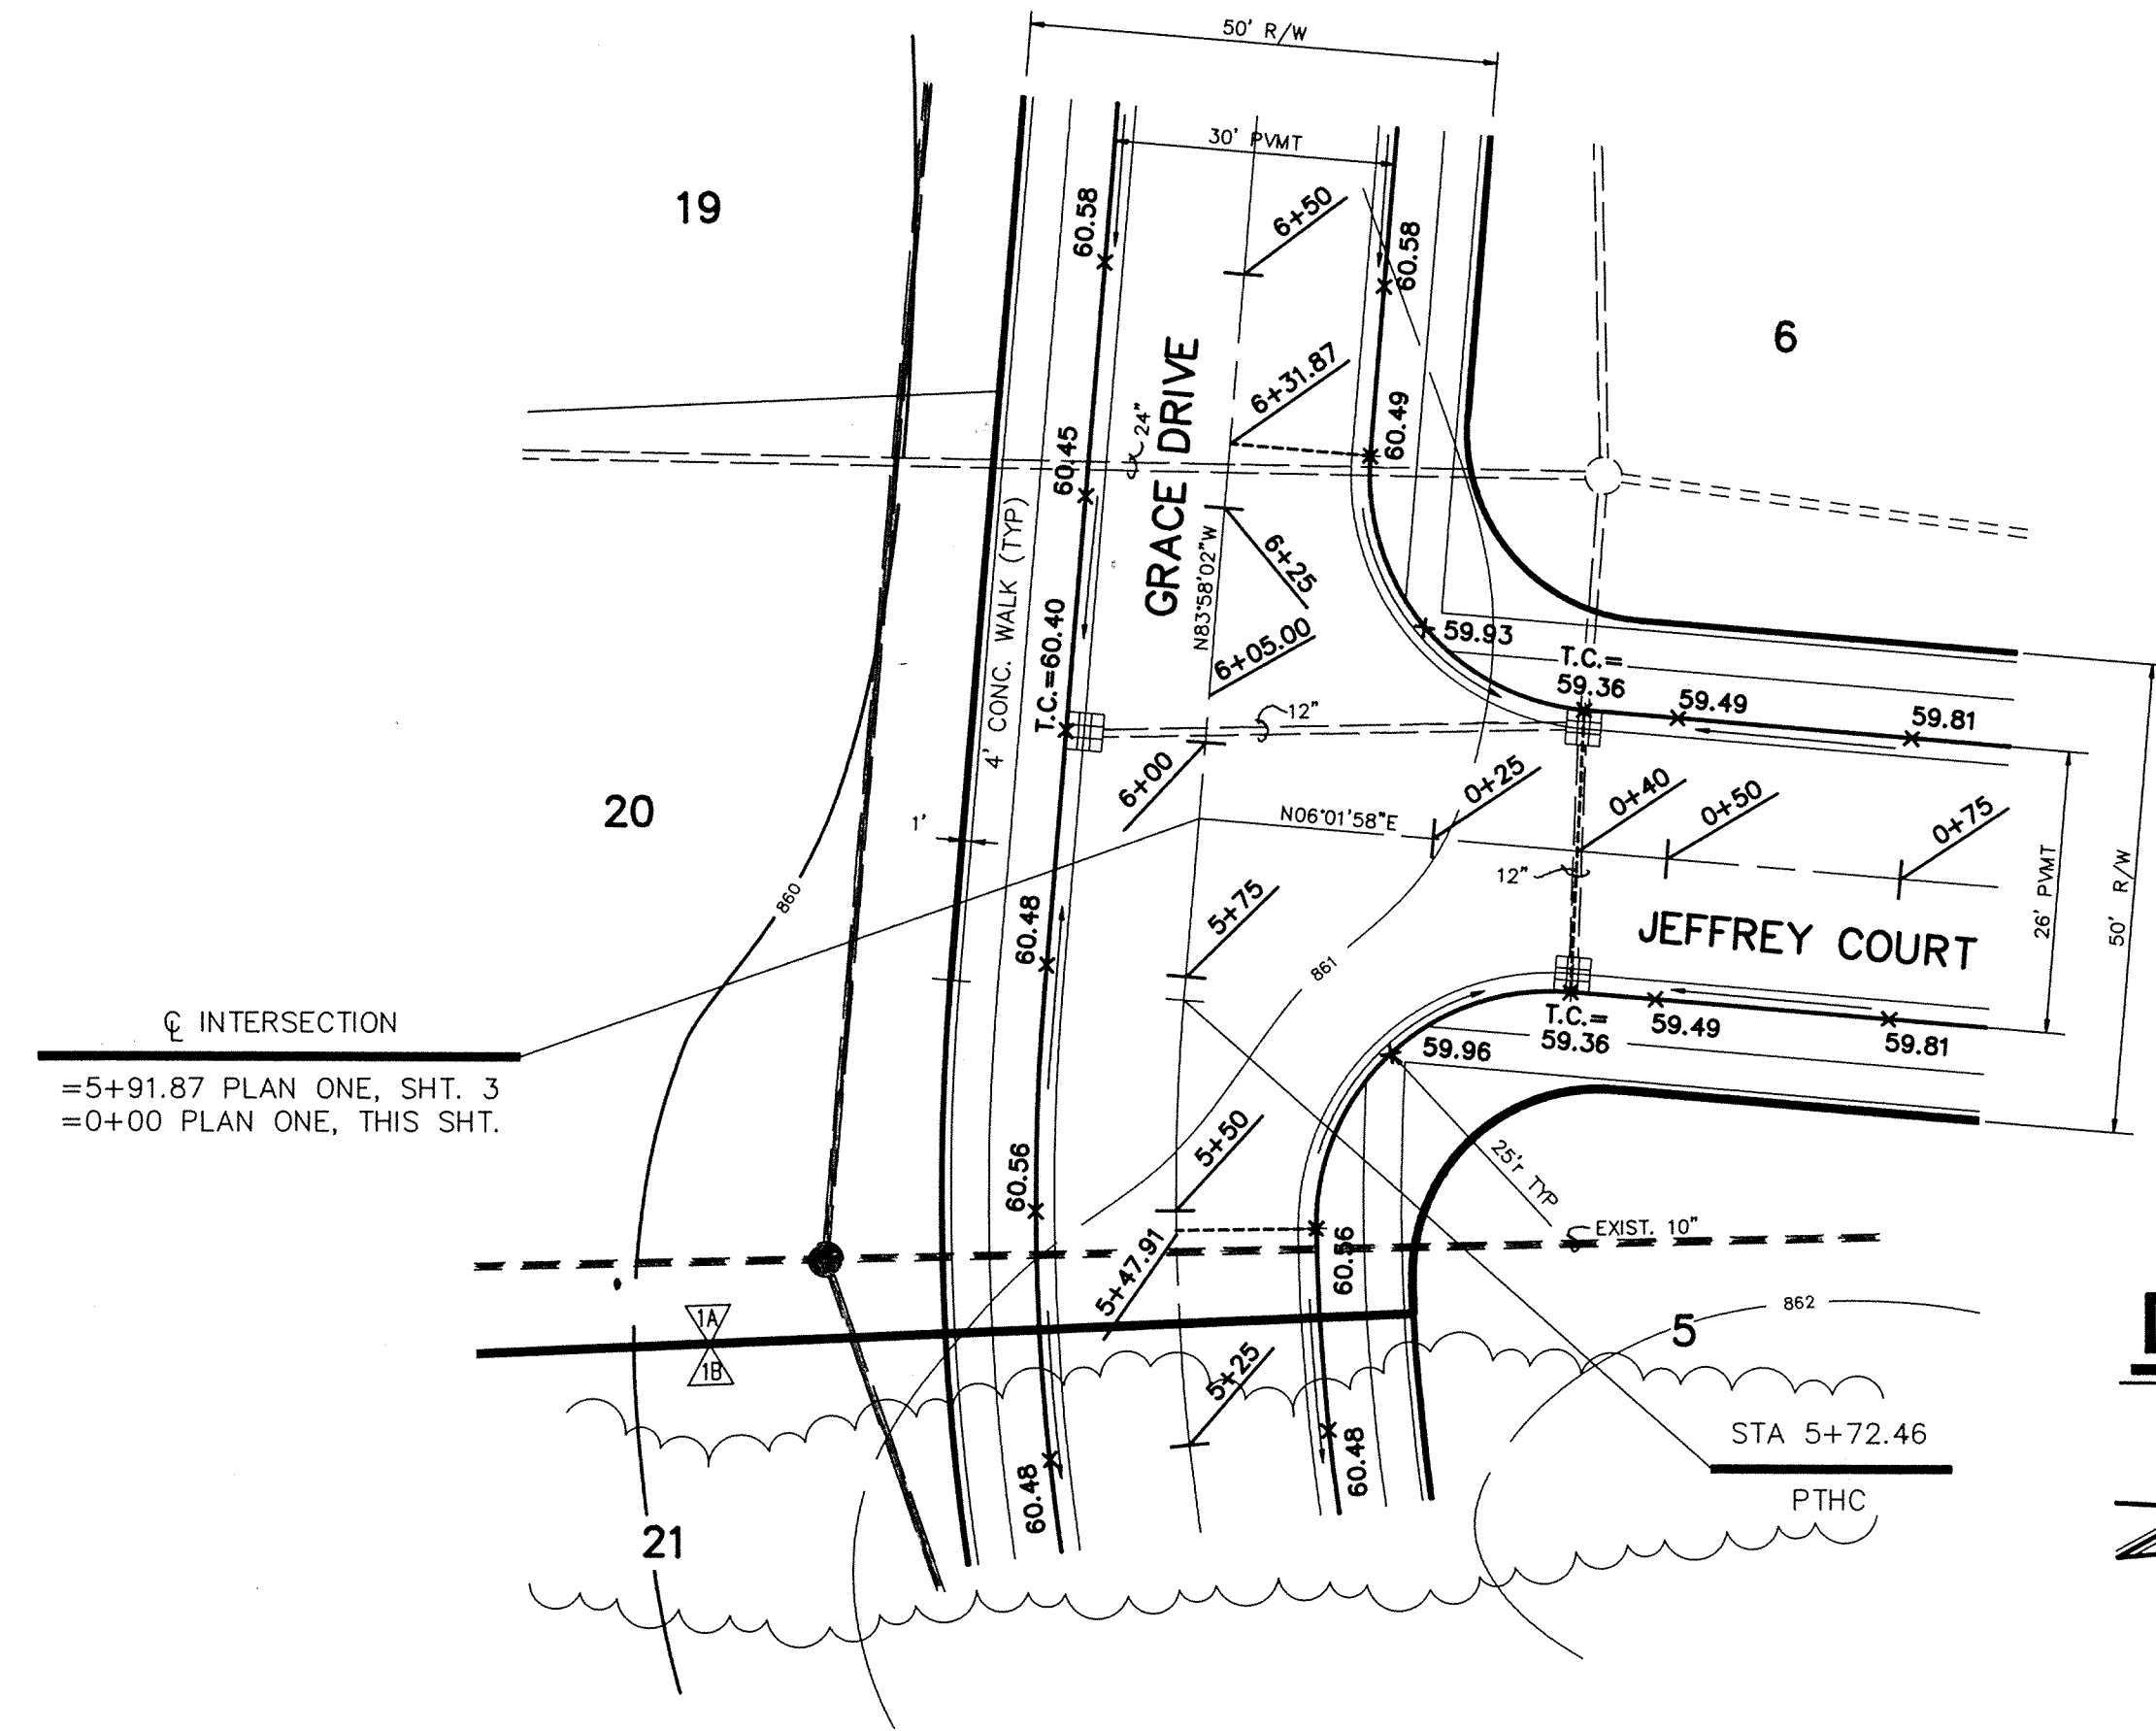 50' R/W
30' PVMT
19
60.58
6+50
60.58
6
GRACE DRIVE
6+31.87
60.49
60.45
24"
4' CONC. WALK (TYP)
N83°58'02"W
6+25
T.C.=60.40
6+05.00
59.93
T.C.=
59.36
59.49
59.81
12"
6+00
0+25
0+40
0+50
0+75
20
1'
N06°01'58"E
12"
26' PVMT
50' R/W
860
60.48
5+75
JEFFREY COURT
861
℄ INTERSECTION
=5+91.87 PLAN ONE, SHT. 3
=0+00 PLAN ONE, THIS SHT.
T.C.=
59.36
59.49
59.81
59.96
60.56
5+50
25'r TYP
EXIST. 10"
5+47.91
60.56
862
1A
1B
5
5+25
60.48
60.48
STA 5+72.46
PTHC
21